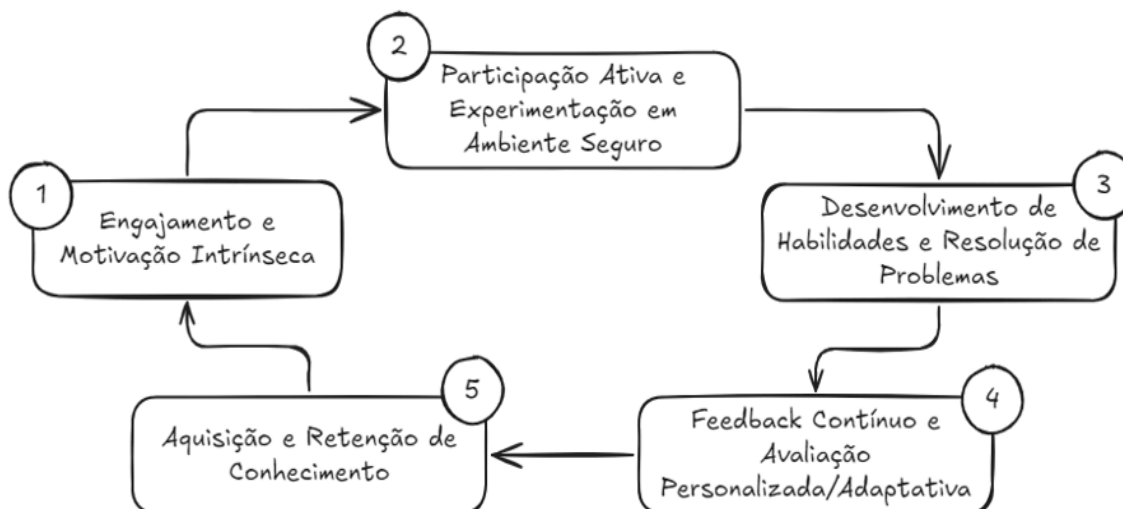 1
Engajamento e
Motivação Intrínseca
2
Participação Ativa e
Experimentação em
Ambiente Seguro
3
Desenvolvimento de
Habilidades e Resolução de
Problemas
4
Feedback Contínuo e
Avaliação
Personalizada/Adaptativa
5
Aquisição e Retenção de
Conhecimento